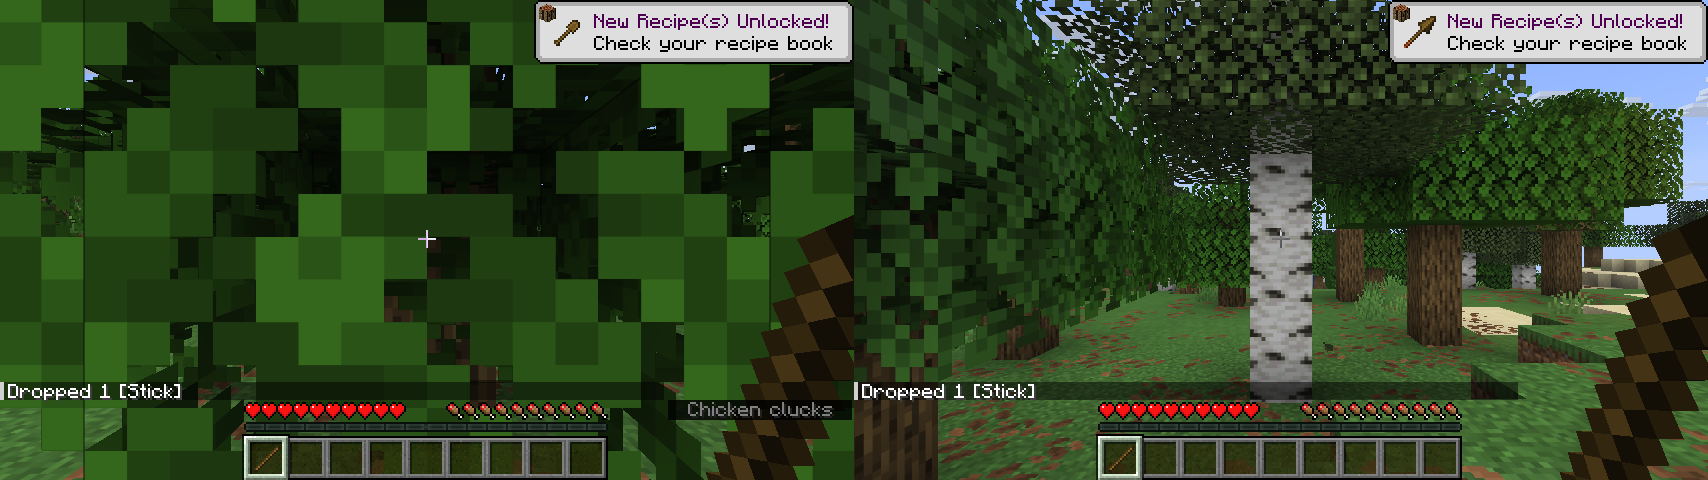 New Recipe(s) Unlocked!
Check your recipe book
Dropped 1 [Stick]
Chicken clucks
New Recipe(s) Unlocked!
Check your recipe book
Dropped 1 [Stick]